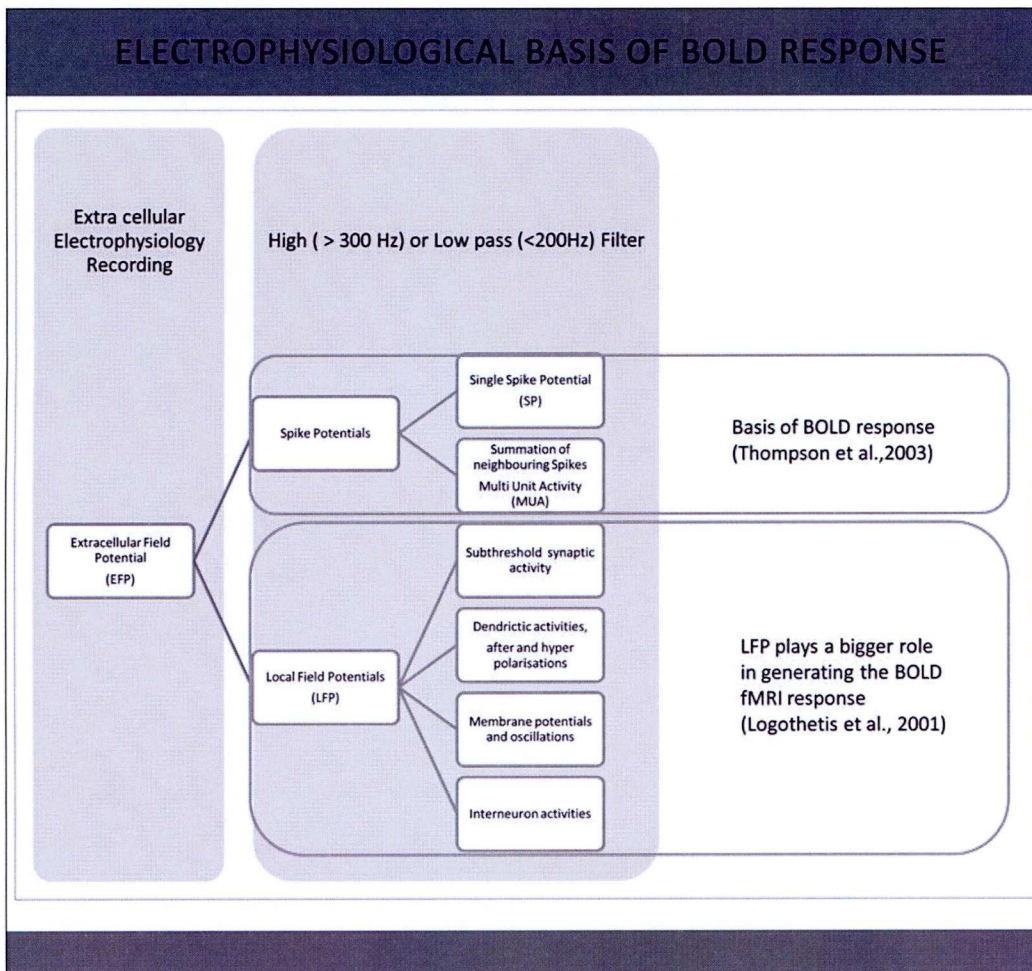 ELECTROPHYSIOLOGICAL BASIS OF BOLD RESPONSE
Extra cellular
Electrophysiology
Recording
High ( > 300 Hz) or Low pass (<200Hz) Filter
Single Spike Potential
(SP)
Spike Potentials
Summation of
neighbouring Spikes
Multi Unit Activity
(MUA)
Basis of BOLD response
(Thompson et al.,2003)
Extracellular Field
Potential
(EFP)
Subthreshold synaptic
activity
Dendrictic activities,
after and hyper
polarisations
Local Field Potentials
(LFP)
Membrane potentials
and oscillations
Interneuron activities
LFP plays a bigger role
in generating the BOLD
fMRI response
(Logothetis et al., 2001)